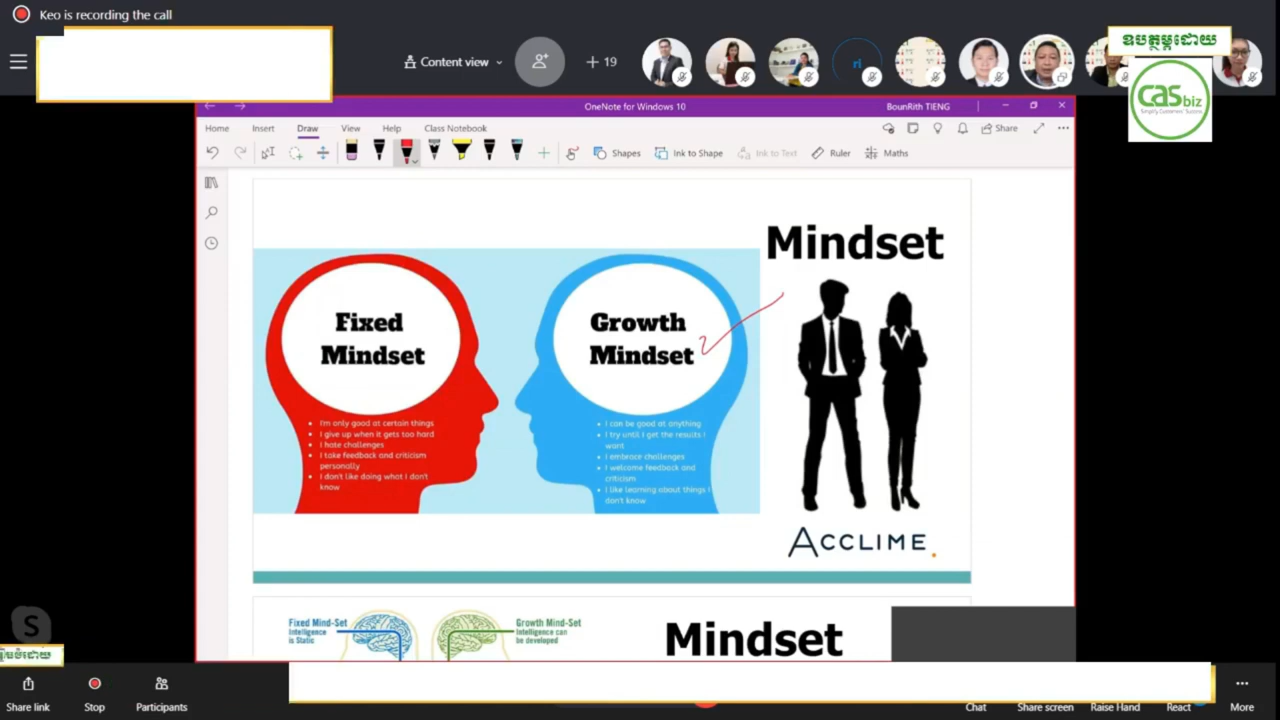 Keo is recording the call
Content view
+ 19
ri
ឧបត្ថម្ភដោយ
CAS biz
OneNote for Windows 10
BounRith TIENG
Home
Insert
Draw
View
Help
Class Notebook
Share
Shapes
Ink to Shape
Ink to Text
Ruler
Maths
Mindset
Fixed
Mindset
I'm only good at certain things
I give up when it gets too hard
I hate challenges
I take feedback and criticism
personally
I don't like doing what I don't
know
Growth
Mindset
I can be good at anything
I try until I get the results I
want
I embrace challenges
I welcome feedback and
criticism
I like learning about things I
don't know
ACCLIME.
Fixed Mind-Set
Intelligence
is Static
Growth Mind-Set
Intelligence can
be developed
Mindset
S
Share link
Stop
Participants
Chat
Share screen
Raise Hand
React
More